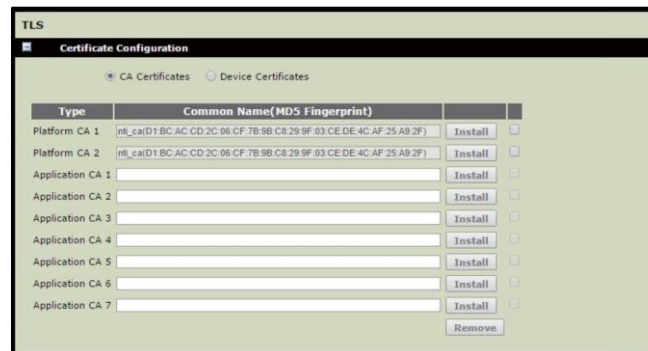 TLS
Certificate Configuration
CA Certificates Device Certificates
Type Common Name(MD5 Fingerprint)
Platform CA 1 nti_ca(D1:BC:AC:CD:2C:06:CF:7B:9B:C8:29:9F:03:CE:DE:4C:AF:25:A9:2F) Install
Platform CA 2 nti_ca(D1:BC:AC:CD:2C:06:CF:7B:9B:C8:29:9F:03:CE:DE:4C:AF:25:A9:2F) Install
Application CA 1 Install
Application CA 2 Install
Application CA 3 Install
Application CA 4 Install
Application CA 5 Install
Application CA 6 Install
Application CA 7 Install
Remove